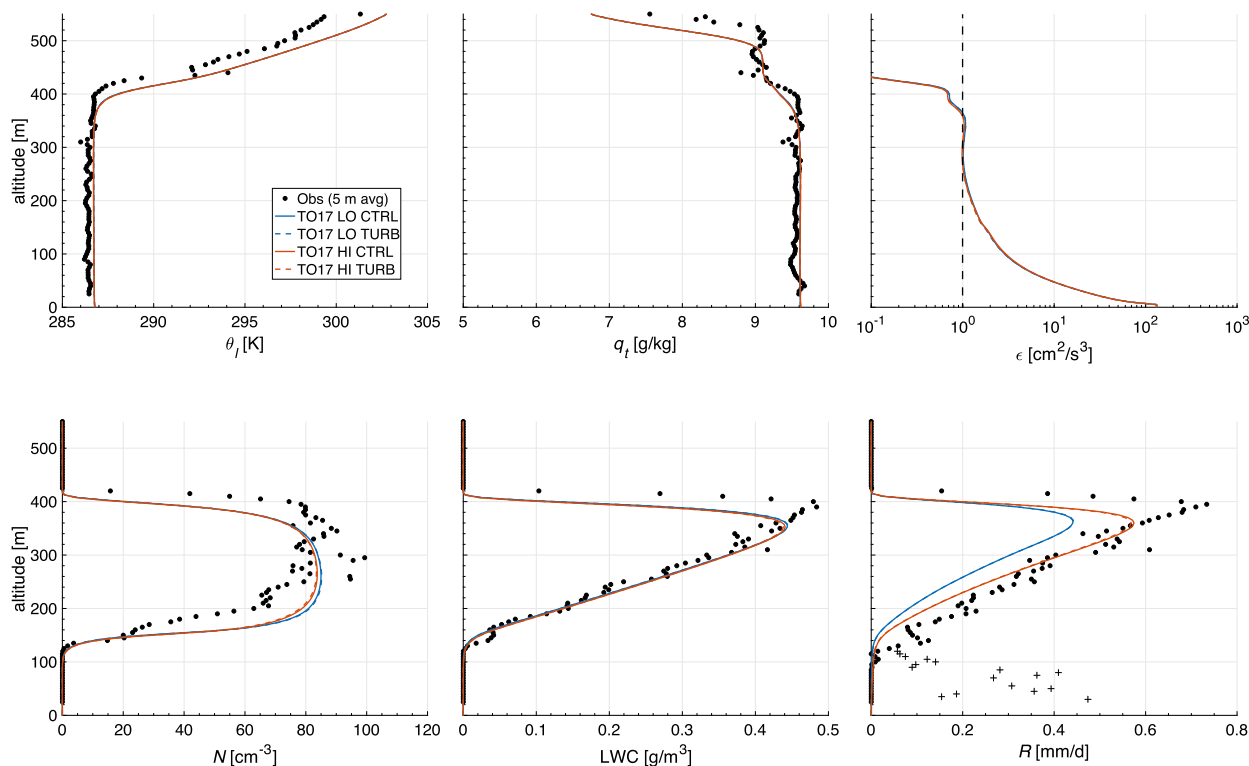 altitude [m]
500
400
300
200
100
0
285 290 295 300 305
θl [K]
Obs (5 m avg)
TO17 LO CTRL
TO17 LO TURB
TO17 HI CTRL
TO17 HI TURB
5 6 7 8 9 10
qt [g/kg]
10-1 100 101 102 103
ϵ [cm2/s3]
altitude [m]
500
400
300
200
100
0
0 20 40 60 80 100 120
N [cm-3]
0 0.1 0.2 0.3 0.4 0.5
LWC [g/m3]
0 0.2 0.4 0.6 0.8
R [mm/d]